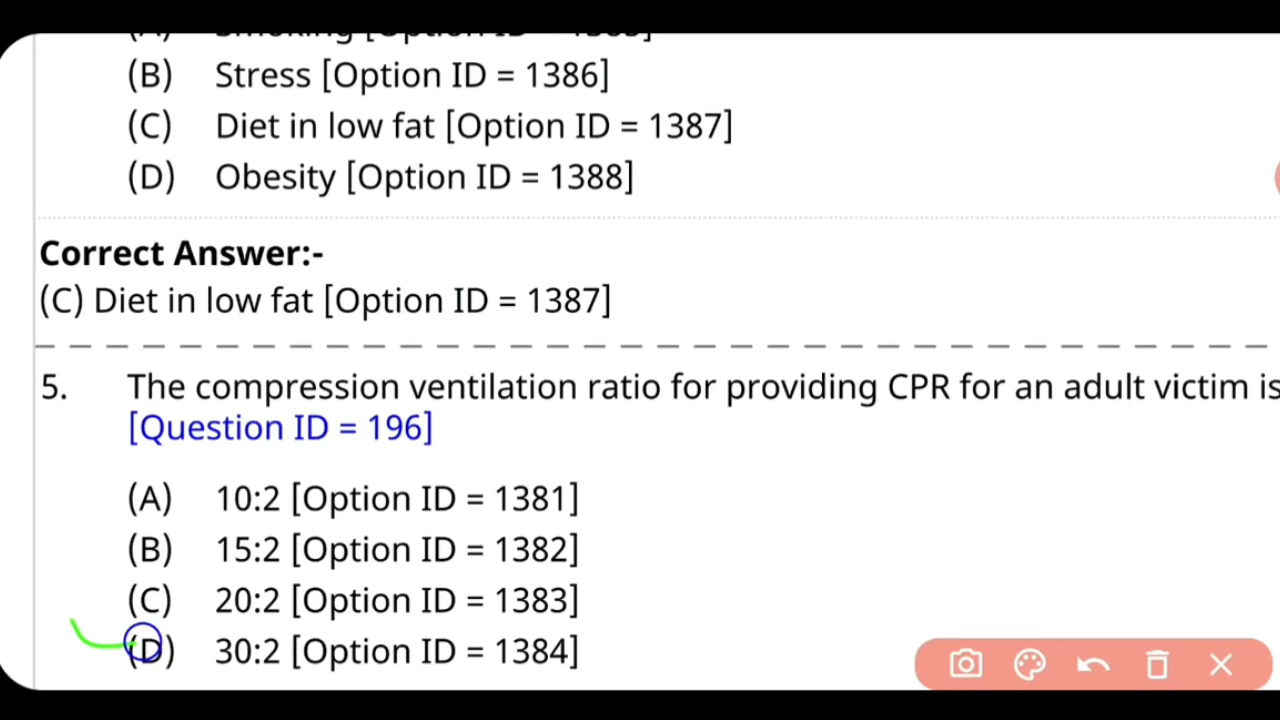 (B) Stress [Option ID = 1386]
(C) Diet in low fat [Option ID = 1387]
(D) Obesity [Option ID = 1388]
Correct Answer:-
(C) Diet in low fat [Option ID = 1387]
5. The compression ventilation ratio for providing CPR for an adult victim is
[Question ID = 196]
(A) 10:2 [Option ID = 1381]
(B) 15:2 [Option ID = 1382]
(C) 20:2 [Option ID = 1383]
(D) 30:2 [Option ID = 1384]